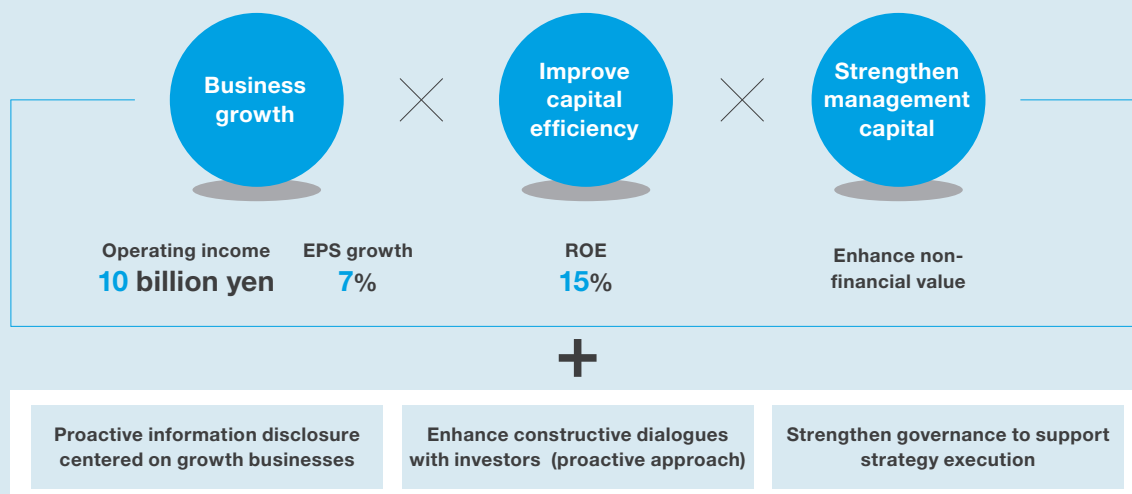 Business
growth
Improve
capital
efficiency
Strengthen
management
capital
Operating income
10 billion yen
EPS growth
7%
ROE
15%
Enhance non-
financial value
Proactive information disclosure
centered on growth businesses
Enhance constructive dialogues
with investors (proactive approach)
Strengthen governance to support
strategy execution